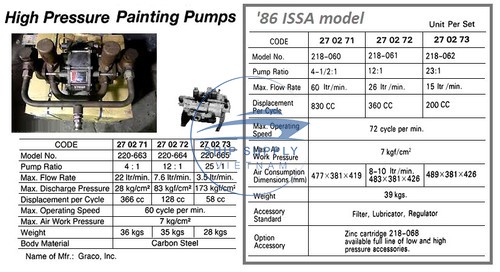 High Pressure Painting Pumps
CODE 27 02 71 27 02 72 27 02 73
Model No. 220-663 220-664 220-665
Pump Ratio 4 : 1 12 : 1 25 : 1
Max. Flow Rate 22 ltr/min. 7.6 ltr/min. 3.5 ltr/min.
Max. Discharge Pressure 28 kg/cm² 83 kg/cm² 173 kg/cm²
Displacement per Cycle 366 cc 128 cc 58 cc
Max. Operating Speed 60 cycle per min.
Max. Air Work Pressure 7 kg/cm²
Weight 36 kgs 35 kgs 28 kgs
Body Material Carbon Steel
Name of Mfr.: Graco, Inc.
'86 ISSA model
Unit Per Set
CODE 27 02 71 27 02 72 27 02 73
Model No. 218-060 218-061 218-062
Pump Ratio 4-1/2:1 12:1 23:1
Max. Flow Rate 60 ltr/min. 26 ltr/min. 15 ltr/min.
Displacement
Per Cycle 830 CC 360 CC 200 CC
Max. Operating
Speed 72 cycle per min.
Max.
Work Pressure 7 kgf/cm²
Air Consumption 8–10 ltr/min.
Dimensions (mm) 477×381×419 483×381×426 489×381×426
Weight 39 kgs.
Accessory
Standard Filter, Lubricator, Regulator
Option
Accessory
Zinc cartridge 218-068
available full line of low and high
pressure accessories.
SHIP SUPPLY
VIETNAM